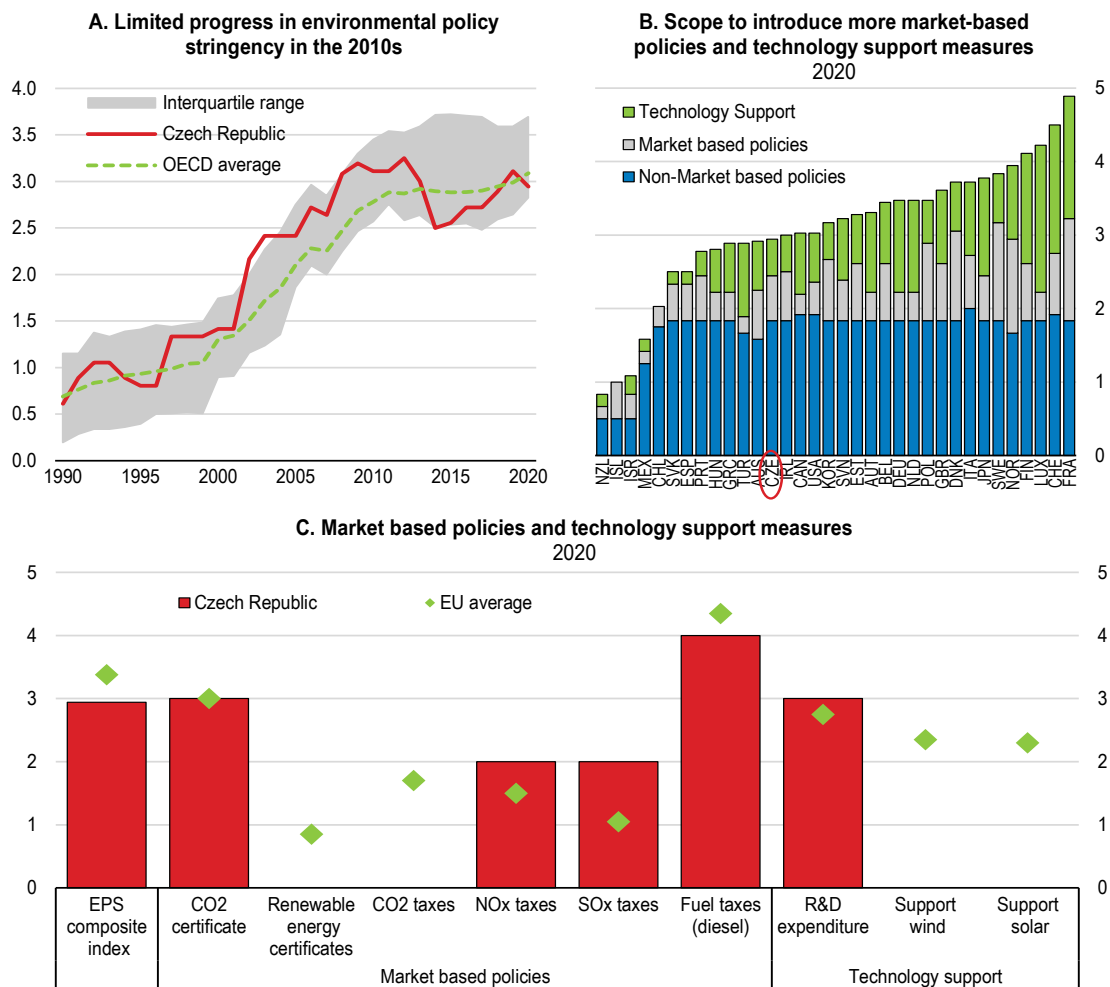 A. Limited progress in environmental policy
stringency in the 2010s
4.0
3.5
3.0
2.5
2.0
1.5
1.0
0.5
0.0
Interquartile range
Czech Republic
OECD average
1990 1995 2000 2005 2010 2015 2020
B. Scope to introduce more market-based
policies and technology support measures
2020
5
4
3
2
1
0
Technology Support
Market based policies
Non-Market based policies
NZL ISL ISR MEX CHL SVK ESP PRT HUN GRC TUR AUS CZE IRL CAN USA KOR SVN EST AUT BEL DEU NLD POL GBR DNK ITA JPN SWE NOR FIN LUX CHE FRA
C. Market based policies and technology support measures
2020
5
4
3
2
1
0
Czech Republic
EU average
5
4
3
2
1
0
EPS
composite
index
CO2
certificate
Renewable
energy
certificates
CO2 taxes
NOx taxes
SOx taxes
Fuel taxes
(diesel)
R&D
expenditure
Support
wind
Support
solar
Market based policies
Technology support